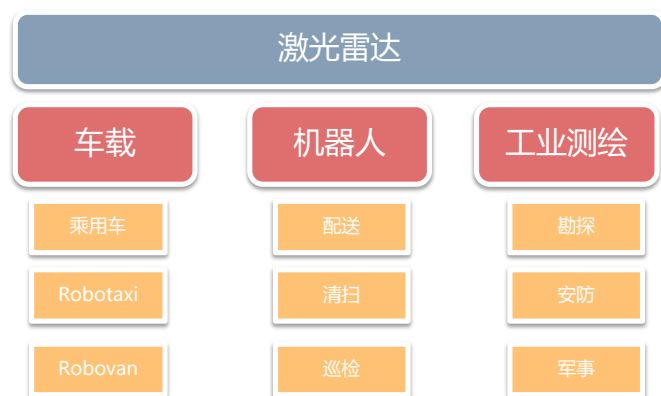 激光雷达
车载
机器人
工业测绘
乘用车
配送
勘探
Robotaxi
清扫
安防
Robovan
巡检
军事